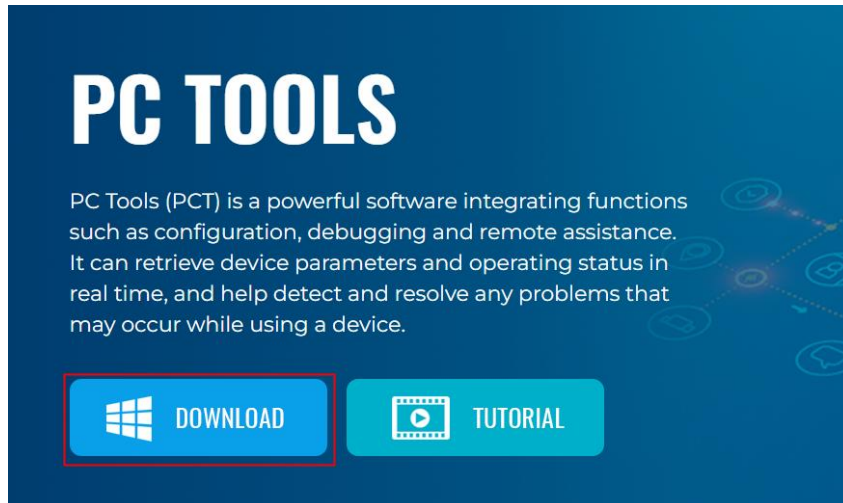 PC TOOLS
PC Tools (PCT) is a powerful software integrating functions
such as configuration, debugging and remote assistance.
It can retrieve device parameters and operating status in
real time, and help detect and resolve any problems that
may occur while using a device.
DOWNLOAD
TUTORIAL